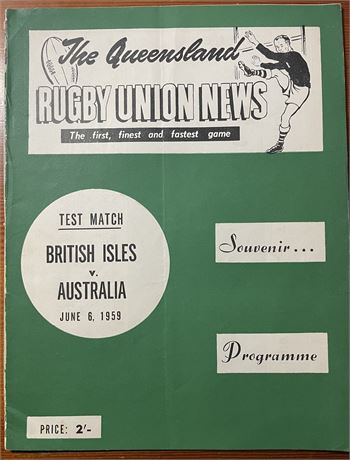 The Queensland
RUGBY UNION NEWS
The first, finest and fastest game
TEST MATCH
BRITISH ISLES
v.
AUSTRALIA
JUNE 6, 1959
Souvenir...
Programme
PRICE: 2/-